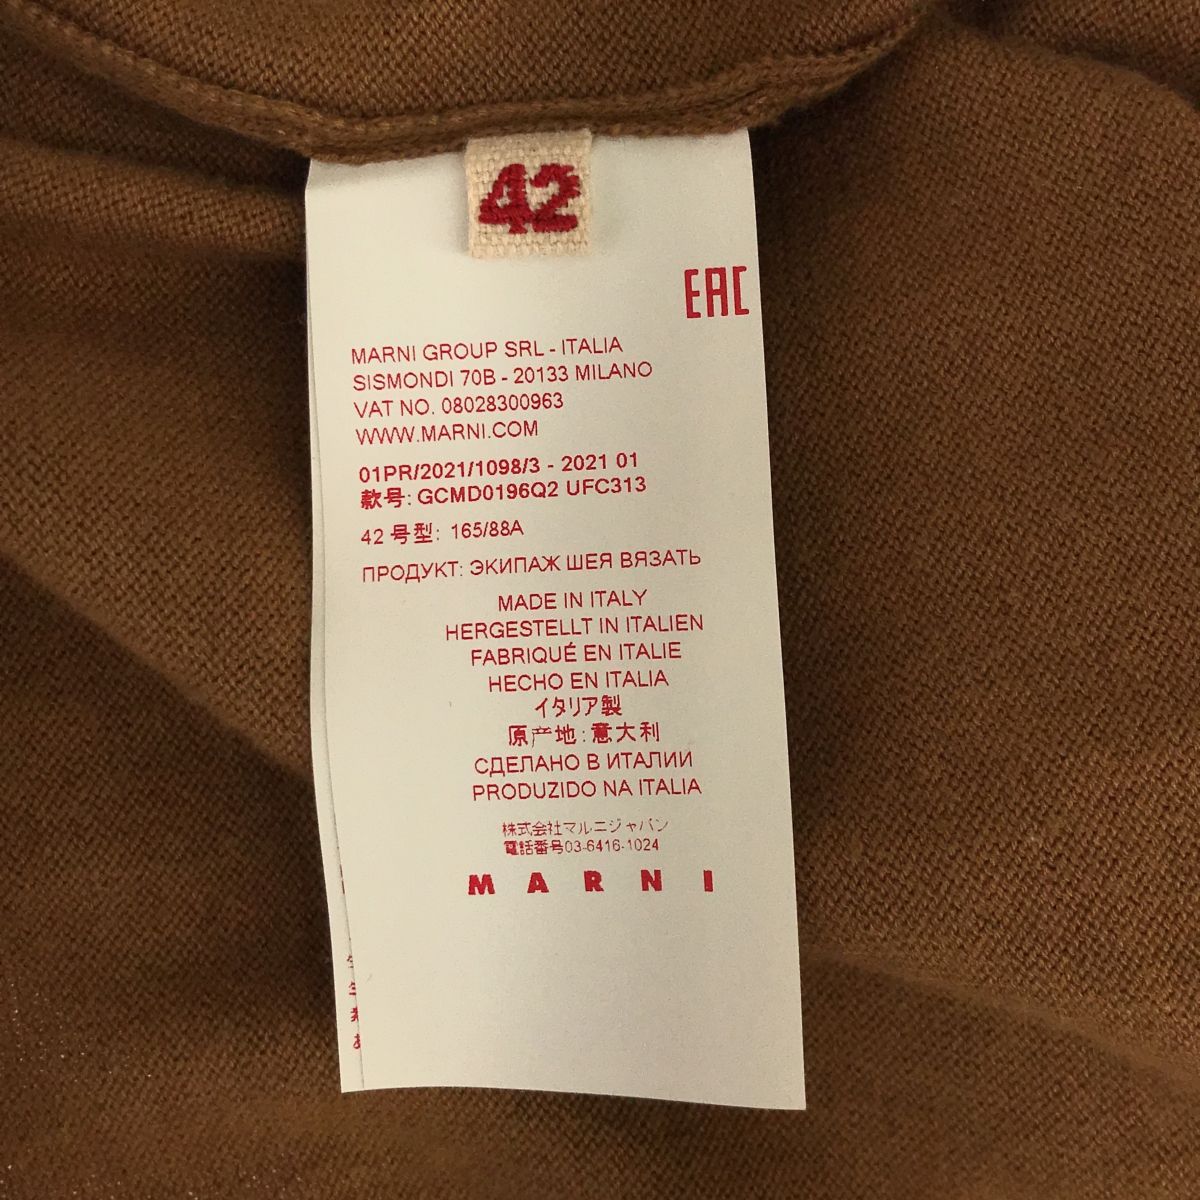 42
EAC
MARNI GROUP SRL - ITALIA
SISMONDI 70B - 20133 MILANO
VAT NO. 08028300963
WWW.MARNI.COM
01PR/2021/1098/3 - 2021 01
款号: GCMD0196Q2 UFC313
42 号型: 165/88A
ПРОДУКТ: ЭКИПАЖ ШЕЯ ВЯЗАТЬ
MADE IN ITALY
HERGESTELLT IN ITALIEN
FABRIQUÉ EN ITALIE
HECHO EN ITALIA
イタリア製
原产地: 意大利
СДЕЛАНО В ИТАЛИИ
PRODUZIDO NA ITALIA
株式会社マルニジャパン
電話番号03-6416-1024
MARNI